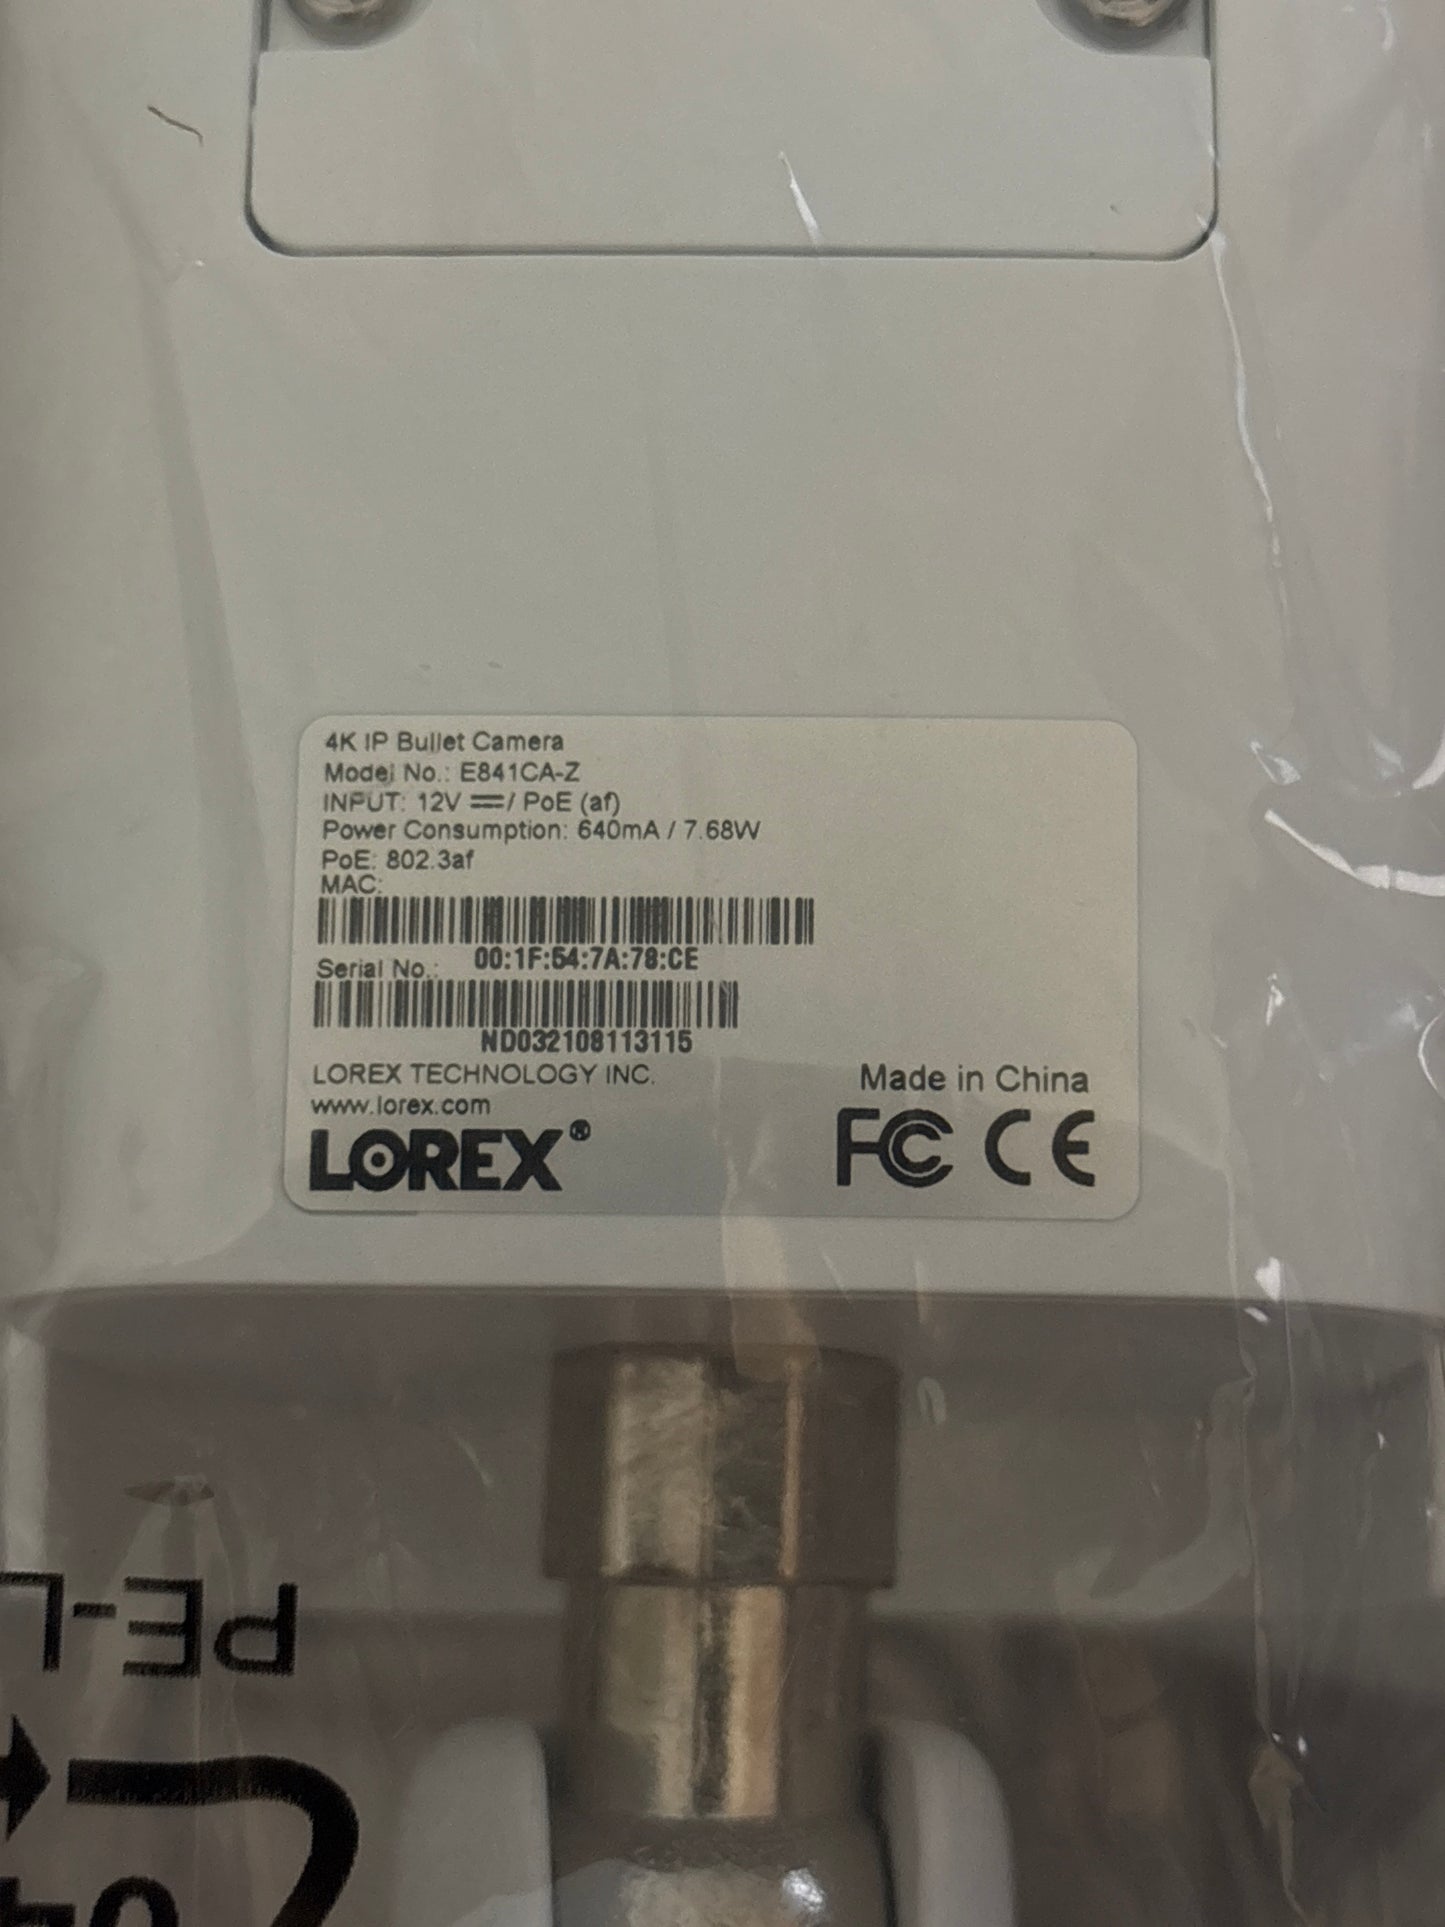 4K IP Bullet Camera
Model No.: E841CA-Z
INPUT: 12V ⎓/ PoE (af)
Power Consumption: 640mA / 7.68W
PoE: 802.3af
MAC:
00:1F:54:7A:78:CE
Serial No.:
ND032108113115
LOREX TECHNOLOGY INC.
www.lorex.com
LOREX®
Made in China
FC CE
PE-L
04